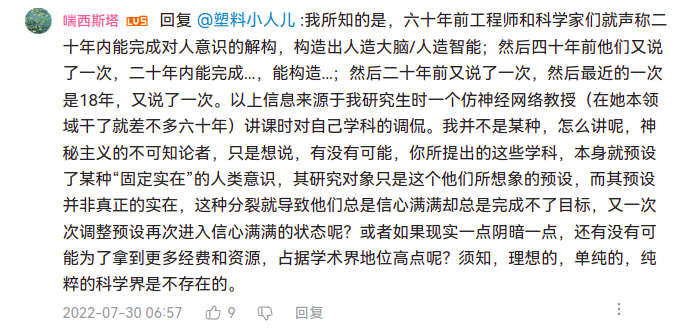 喘西斯塔 LV5 回复 @塑料小人儿 :我所知的是，六十年前工程师和科学家们就声称二
十年内能完成对人意识的解构，构造出人造大脑/人造智能；然后四十年前他们又说
了一次，二十年内能完成...，能构造...；然后二十年前又说了一次，然后最近的一次
是18年，又说了一次。以上信息来源于我研究生时一个仿神经网络教授（在她本领
域干了就差不多六十年）讲课时对自己学科的调侃。我并不是某种，怎么讲呢，神
秘主义的不可知论者，只是想说，有没有可能，你所提出的这些学科，本身就预设
了某种“固定实在”的人类意识，其研究对象只是这个他们所想象的预设，而其预设
并非真正的实在，这种分裂就导致他们总是信心满满却总是完成不了目标，又一次
次调整预设再次进入信心满满的状态呢？或者如果现实一点阴暗一点，还有没有可
能为了拿到更多经费和资源，占据学术界地位高点呢？须知，理想的，单纯的，纯
粹的科学界是不存在的。
2022-07-30 06:57 9 回复